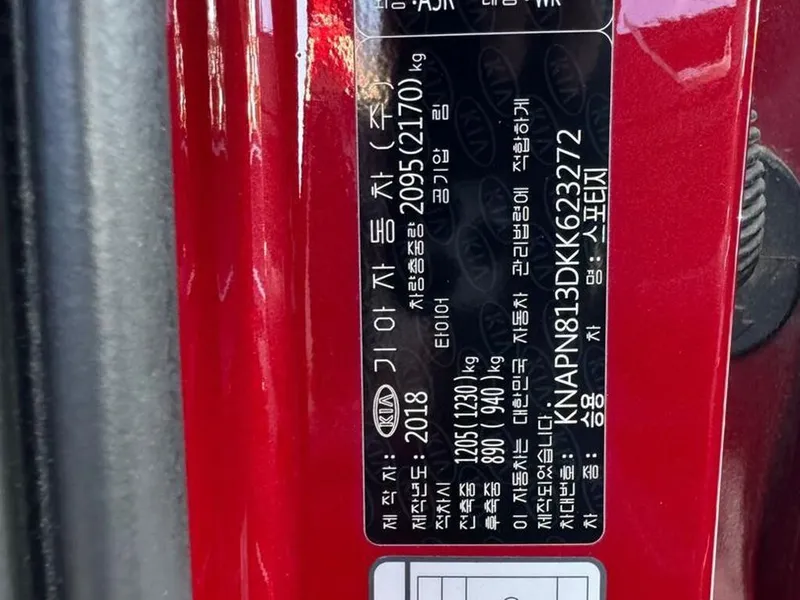 제 작 자 : KIA 기 아 자 동 차 ( 주 )
제작년도 : 2018 차량총중량 2095(2170)kg
적차시 타이어 공기압 림
전축중 1205(1230)kg
후축중 890 ( 940)kg
이 자동차는 대한민국 자동차 관리법령에 적합하게
제작되었습니다.
차대번호 : KNAPN813DKK623272
차 종 : 승용 차 명 : 스포티지